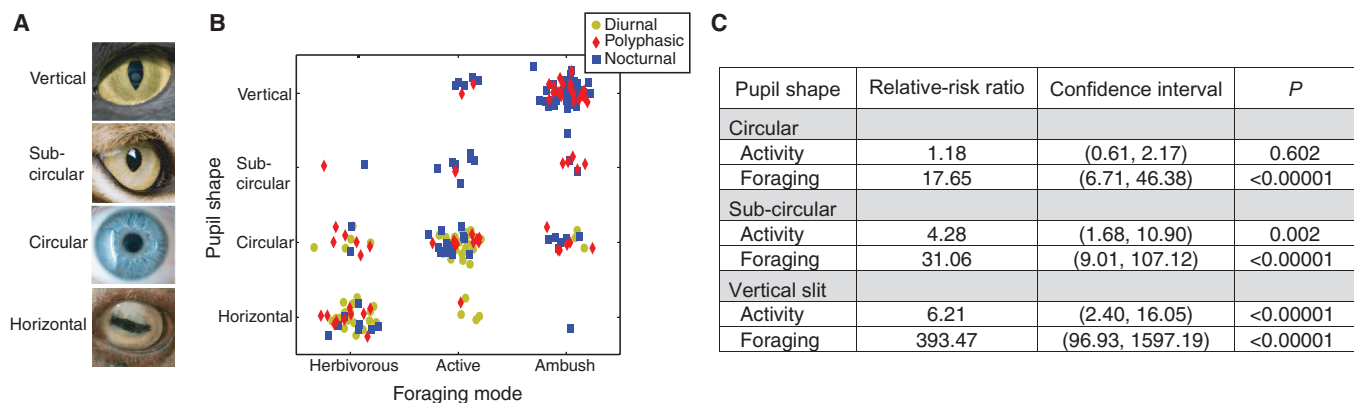 A
Vertical
Sub-
circular
Circular
Horizontal
B
Diurnal
Polyphasic
Nocturnal
Pupil shape
Vertical
Sub-
circular
Circular
Horizontal
Herbivorous Active Ambush
Foraging mode
C
Pupil shape Relative-risk ratio Confidence interval P
Circular
Activity 1.18 (0.61, 2.17) 0.602
Foraging 17.65 (6.71, 46.38) <0.00001
Sub-circular
Activity 4.28 (1.68, 10.90) 0.002
Foraging 31.06 (9.01, 107.12) <0.00001
Vertical slit
Activity 6.21 (2.40, 16.05) <0.00001
Foraging 393.47 (96.93, 1597.19) <0.00001